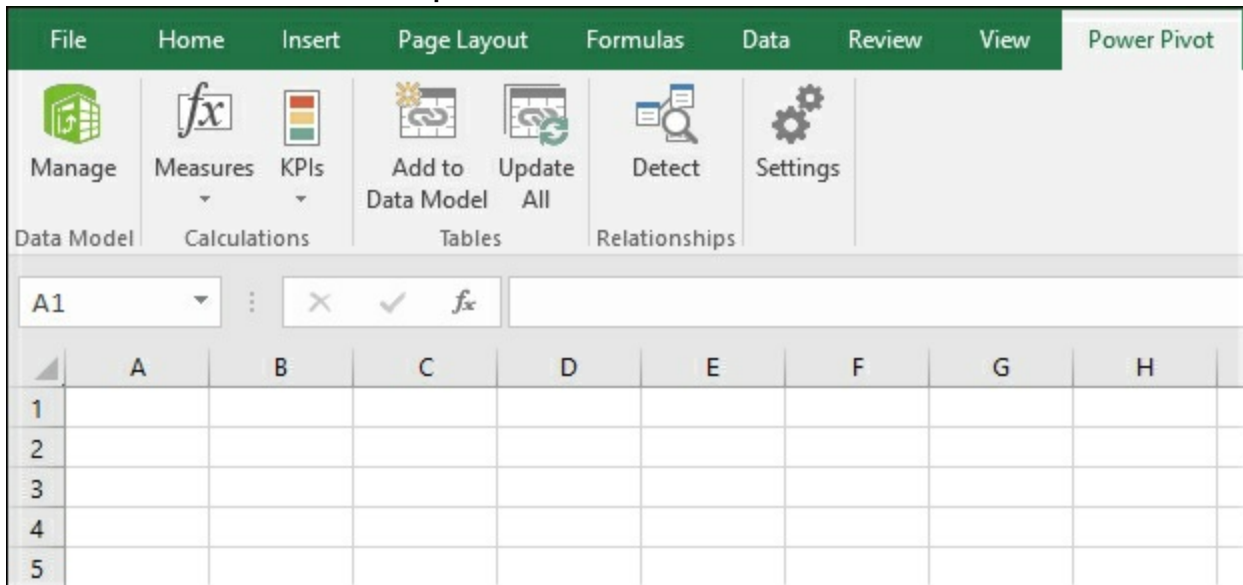 File Home Insert Page Layout Formulas Data Review View Power Pivot
fx
Manage Measures KPIs Add to Update Detect Settings
Data Model All
Data Model Calculations Tables Relationships
A1 fx
A B C D E F G H
1
2
3
4
5